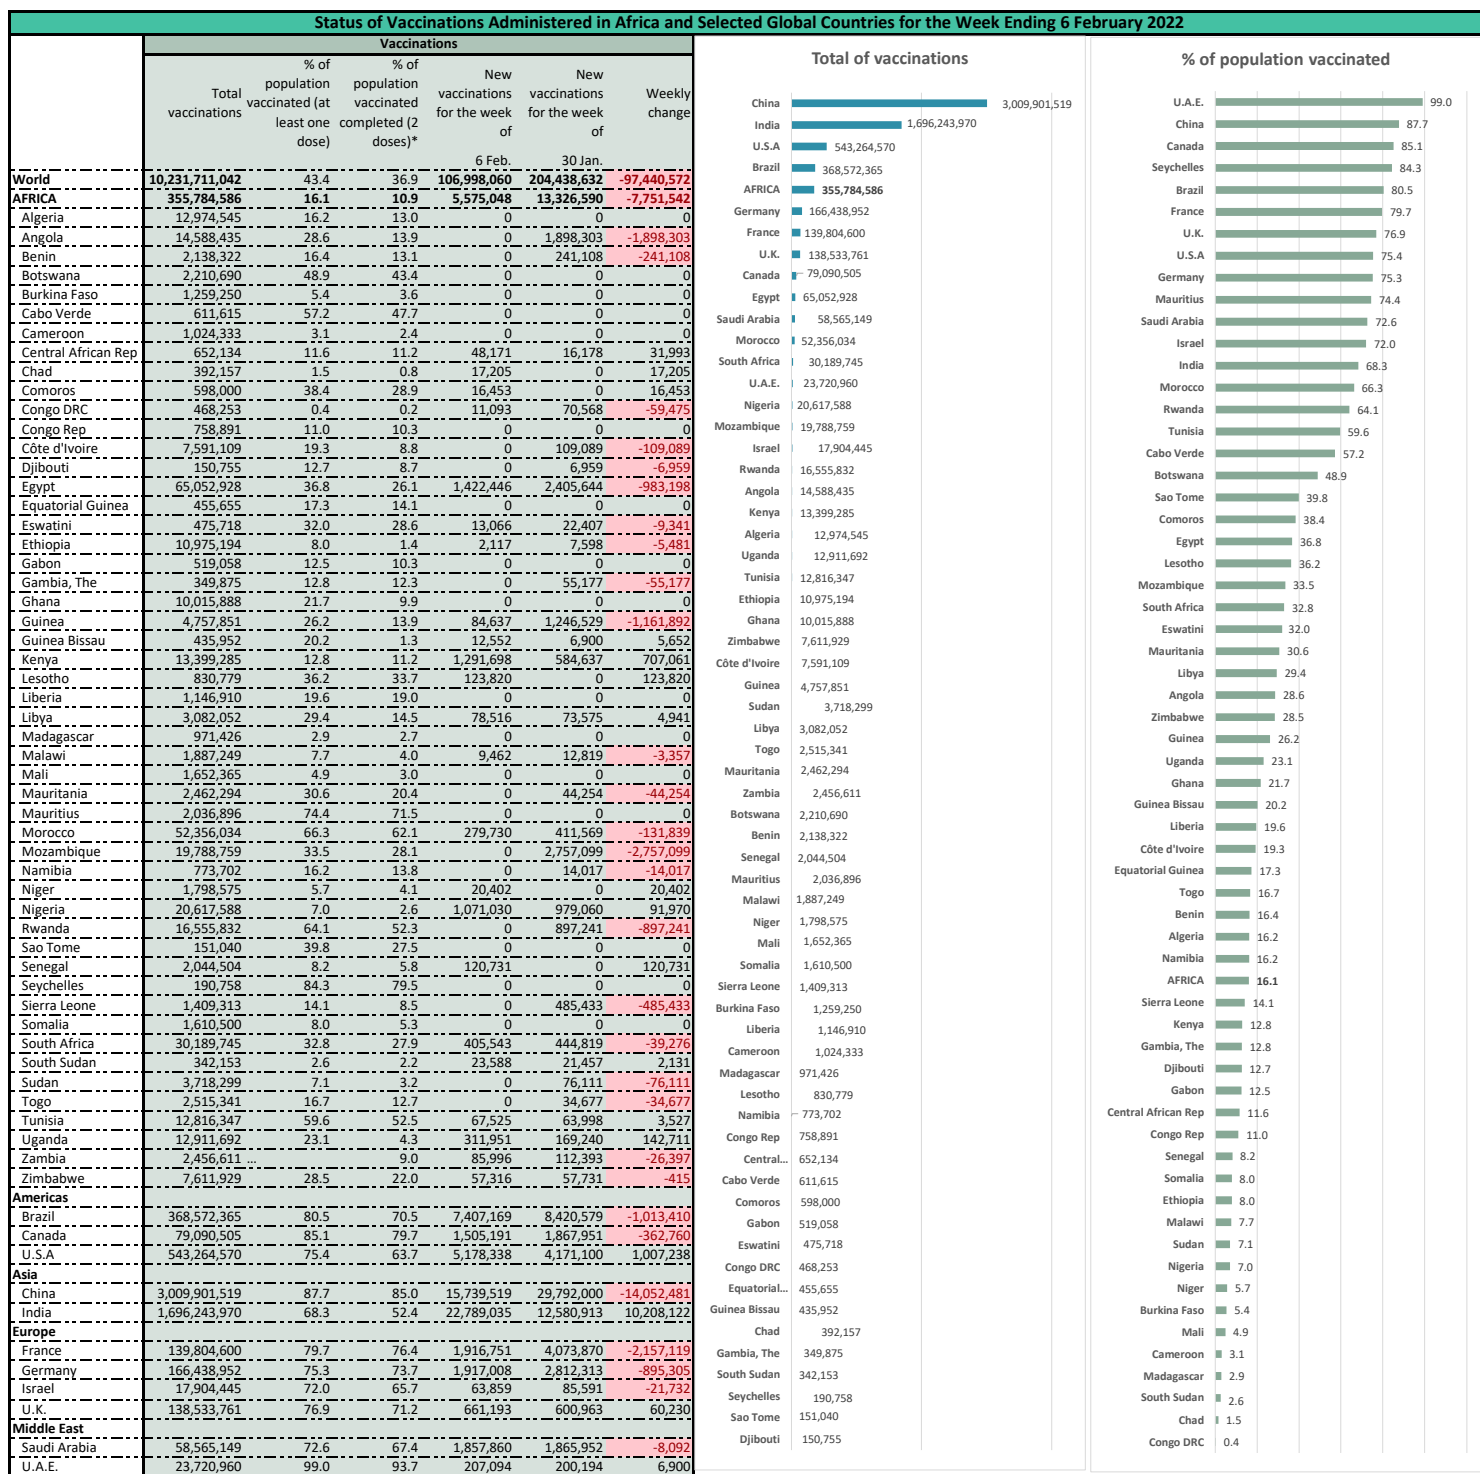 Status of Vaccinations Administered in Africa and Selected Global Countries for the Week Ending 6 February 2022
Vaccinations
Total vaccinations % of population vaccinated (at least one dose) % of population vaccinated completed (2 doses)* New vaccinations for the week of New vaccinations for the week of Weekly change
6 Feb. 30 Jan.
World 10,231,711,042 43.4 36.9 106,998,060 204,438,632 -97,440,572
AFRICA 355,784,586 16.1 10.9 5,575,048 13,326,590 -7,751,542
Algeria 12,974,545 16.2 13.0 0 0 0
Angola 14,588,435 28.6 13.9 0 1,898,303 -1,898,303
Benin 2,138,322 16.4 13.1 0 241,108 -241,108
Botswana 2,210,690 48.9 43.4 0 0 0
Burkina Faso 1,259,250 5.4 3.6 0 0 0
Cabo Verde 611,615 57.2 47.7 0 0 0
Cameroon 1,024,333 3.1 2.4 0 0 0
Central African Rep 652,134 11.6 11.2 48,171 16,178 31,993
Chad 392,157 1.5 0.8 17,205 0 17,205
Comoros 598,000 38.4 28.9 16,453 0 16,453
Congo DRC 468,253 0.4 0.2 11,093 70,568 -59,475
Congo Rep 758,891 11.0 10.3 0 0 0
Côte d'Ivoire 7,591,109 19.3 8.8 0 109,089 -109,089
Djibouti 150,755 12.7 8.7 0 6,959 -6,959
Egypt 65,052,928 36.8 26.1 1,422,446 2,405,644 -983,198
Equatorial Guinea 455,655 17.3 14.1 0 0 0
Eswatini 475,718 32.0 28.6 13,066 22,407 -9,341
Ethiopia 10,975,194 8.0 1.4 2,117 7,598 -5,481
Gabon 519,058 12.5 10.3 0 0 0
Gambia, The 349,875 12.8 12.3 0 55,177 -55,177
Ghana 10,015,888 21.7 9.9 0 0 0
Guinea 4,757,851 26.2 13.9 84,637 1,246,529 -1,161,892
Guinea Bissau 435,952 20.2 1.3 12,552 6,900 5,652
Kenya 13,399,285 12.8 11.2 1,291,698 584,637 707,061
Lesotho 830,779 36.2 33.7 123,820 0 123,820
Liberia 1,146,910 19.6 19.0 0 0 0
Libya 3,082,052 29.4 14.5 78,516 73,575 4,941
Madagascar 971,426 2.9 2.7 0 0 0
Malawi 1,887,249 7.7 4.0 9,462 12,819 -3,357
Mali 1,652,365 4.9 3.0 0 0 0
Mauritania 2,462,294 30.6 20.4 0 44,254 -44,254
Mauritius 2,036,896 74.4 71.5 0 0 0
Morocco 52,356,034 66.3 62.1 279,730 411,569 -131,839
Mozambique 19,788,759 33.5 28.1 0 2,757,099 -2,757,099
Namibia 773,702 16.2 13.8 0 14,017 -14,017
Niger 1,798,575 5.7 4.1 20,402 0 20,402
Nigeria 20,617,588 7.0 2.6 1,071,030 979,060 91,970
Rwanda 16,555,832 64.1 52.3 0 897,241 -897,241
Sao Tome 151,040 39.8 27.5 0 0 0
Senegal 2,044,504 8.2 5.8 120,731 0 120,731
Seychelles 190,758 84.3 79.5 0 0 0
Sierra Leone 1,409,313 14.1 8.5 0 485,433 -485,433
Somalia 1,610,500 8.0 5.3 0 0 0
South Africa 30,189,745 32.8 27.9 405,543 444,819 -39,276
South Sudan 342,153 2.6 2.2 23,588 21,457 2,131
Sudan 3,718,299 7.1 3.2 0 76,111 -76,111
Togo 2,515,341 16.7 12.7 0 34,677 -34,677
Tunisia 12,816,347 59.6 52.5 67,525 63,998 3,527
Uganda 12,911,692 23.1 4.3 311,951 169,240 142,711
Zambia 2,456,611 ... 9.0 85,996 112,393 -26,397
Zimbabwe 7,611,929 28.5 22.0 57,316 57,731 -415
Americas
Brazil 368,572,365 80.5 70.5 7,407,169 8,420,579 -1,013,410
Canada 79,090,505 85.1 79.7 1,505,191 1,867,951 -362,760
U.S.A 543,264,570 75.4 63.7 5,178,338 4,171,100 1,007,238
Asia
China 3,009,901,519 87.7 85.0 15,739,519 29,792,000 -14,052,481
India 1,696,243,970 68.3 52.4 22,789,035 12,580,913 10,208,122
Europe
France 139,804,600 79.7 76.4 1,916,751 4,073,870 -2,157,119
Germany 166,438,952 75.3 73.7 1,917,008 2,812,313 -895,305
Israel 17,904,445 72.0 65.7 63,859 85,591 -21,732
U.K. 138,533,761 76.9 71.2 661,193 600,963 60,230
Middle East
Saudi Arabia 58,565,149 72.6 67.4 1,857,860 1,865,952 -8,092
U.A.E. 23,720,960 99.0 93.7 207,094 200,194 6,900
Total of vaccinations
China 3,009,901,519
India 1,696,243,970
U.S.A 543,264,570
Brazil 368,572,365
AFRICA 355,784,586
Germany 166,438,952
France 139,804,600
U.K. 138,533,761
Canada 79,090,505
Egypt 65,052,928
Saudi Arabia 58,565,149
Morocco 52,356,034
South Africa 30,189,745
U.A.E. 23,720,960
Nigeria 20,617,588
Mozambique 19,788,759
Israel 17,904,445
Rwanda 16,555,832
Angola 14,588,435
Kenya 13,399,285
Algeria 12,974,545
Uganda 12,911,692
Tunisia 12,816,347
Ethiopia 10,975,194
Ghana 10,015,888
Zimbabwe 7,611,929
Côte d'Ivoire 7,591,109
Guinea 4,757,851
Sudan 3,718,299
Libya 3,082,052
Togo 2,515,341
Mauritania 2,462,294
Zambia 2,456,611
Botswana 2,210,690
Benin 2,138,322
Senegal 2,044,504
Mauritius 2,036,896
Malawi 1,887,249
Niger 1,798,575
Mali 1,652,365
Somalia 1,610,500
Sierra Leone 1,409,313
Burkina Faso 1,259,250
Liberia 1,146,910
Cameroon 1,024,333
Madagascar 971,426
Lesotho 830,779
Namibia 773,702
Congo Rep 758,891
Central... 652,134
Cabo Verde 611,615
Comoros 598,000
Gabon 519,058
Eswatini 475,718
Congo DRC 468,253
Equatorial... 455,655
Guinea Bissau 435,952
Chad 392,157
Gambia, The 349,875
South Sudan 342,153
Seychelles 190,758
Sao Tome 151,040
Djibouti 150,755
% of population vaccinated
U.A.E. 99.0
China 87.7
Canada 85.1
Seychelles 84.3
Brazil 80.5
France 79.7
U.K. 76.9
U.S.A 75.4
Germany 75.3
Mauritius 74.4
Saudi Arabia 72.6
Israel 72.0
India 68.3
Morocco 66.3
Rwanda 64.1
Tunisia 59.6
Cabo Verde 57.2
Botswana 48.9
Sao Tome 39.8
Comoros 38.4
Egypt 36.8
Lesotho 36.2
Mozambique 33.5
South Africa 32.8
Eswatini 32.0
Mauritania 30.6
Libya 29.4
Angola 28.6
Zimbabwe 28.5
Guinea 26.2
Uganda 23.1
Ghana 21.7
Guinea Bissau 20.2
Liberia 19.6
Côte d'Ivoire 19.3
Equatorial Guinea 17.3
Togo 16.7
Benin 16.4
Algeria 16.2
Namibia 16.2
AFRICA 16.1
Sierra Leone 14.1
Kenya 12.8
Gambia, The 12.8
Djibouti 12.7
Gabon 12.5
Central African Rep 11.6
Congo Rep 11.0
Senegal 8.2
Somalia 8.0
Ethiopia 8.0
Malawi 7.7
Sudan 7.1
Nigeria 7.0
Niger 5.7
Burkina Faso 5.4
Mali 4.9
Cameroon 3.1
Madagascar 2.9
South Sudan 2.6
Chad 1.5
Congo DRC 0.4